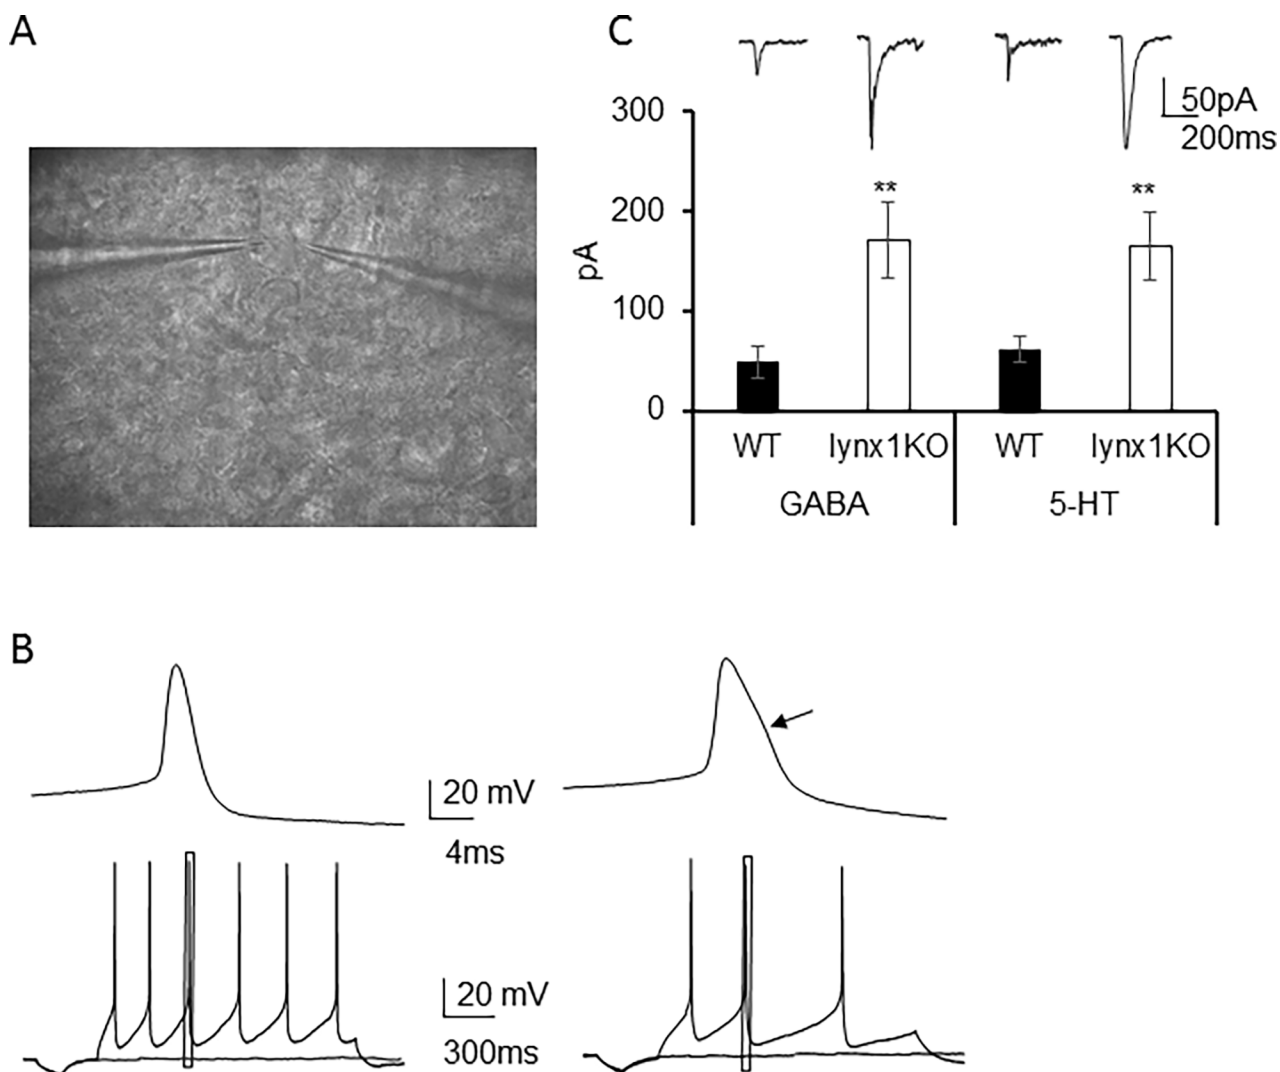 A
C
50pA
200ms
300
200
100
0
pA
**
**
WT
lynx1KO
WT
lynx1KO
GABA
5-HT
B
20 mV
4ms
20 mV
300ms